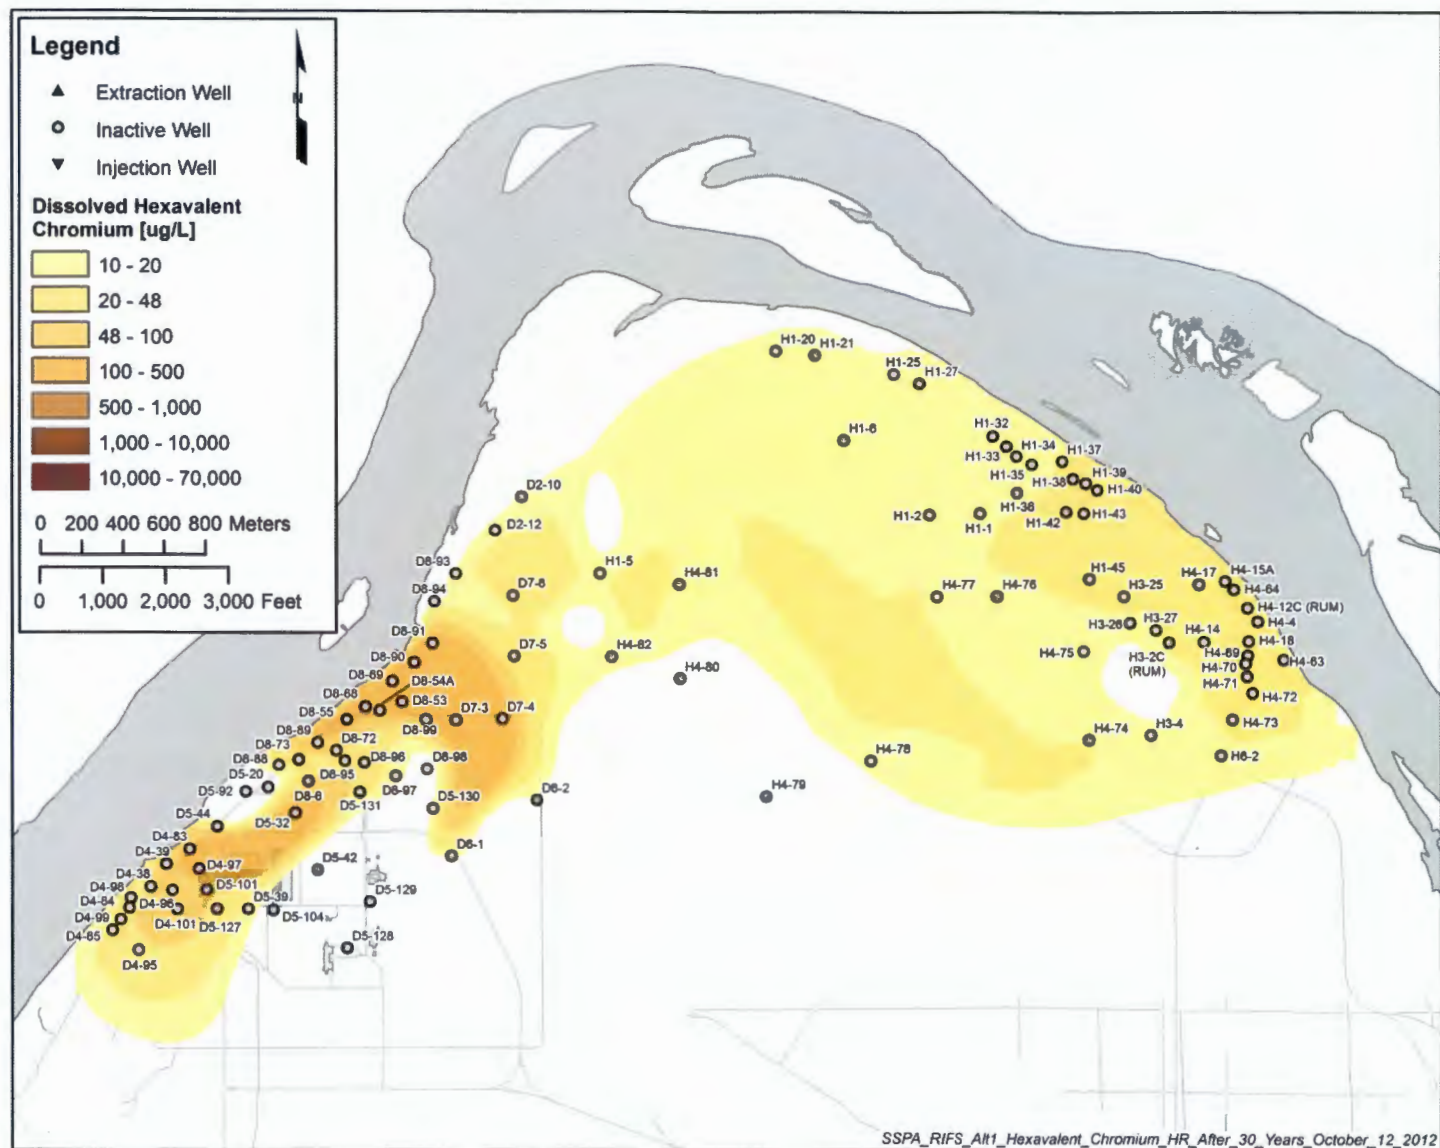 Legend
Extraction Well
Inactive Well
Injection Well
N
Dissolved Hexavalent
Chromium [ug/L]
10 - 20
20 - 48
48 - 100
100 - 500
500 - 1,000
1,000 - 10,000
10,000 - 70,000
0 200 400 600 800 Meters
0 1,000 2,000 3,000 Feet
H1-20
H1-21
H1-25
H1-27
H1-6
H1-32
H1-33
H1-34
H1-35
H1-37
H1-38
H1-39
H1-40
H1-36
H1-2
H1-1
H1-42
H1-43
D2-10
D2-12
D8-93
D8-94
D7-6
H1-5
H4-81
H4-77
H4-76
H1-45
H3-25
H4-17
H4-15A
H4-64
H4-12C (RUM)
H4-4
H3-26
H3-27
H4-14
H4-18
H3-2C
(RUM)
H4-69
H4-70
H4-63
H4-71
H4-72
H4-75
D8-91
D8-90
D7-5
H4-82
H4-80
D8-69
D8-54A
D8-68
D8-53
D8-55
D7-3
D7-4
D8-99
H4-73
H3-4
H4-74
H6-2
D8-89
D8-73
D8-72
D8-88
D8-96
D8-98
D8-95
D8-97
H4-78
H4-79
D5-20
D5-92
D8-6
D5-131
D5-130
D6-2
D5-32
D5-44
D4-83
D4-39
D4-97
D6-1
D5-42
D4-38
D5-101
D4-98
D4-84
D4-96
D5-39
D5-129
D4-99
D4-101
D5-127
D5-104
D4-85
D4-95
D5-128
SSPA_RIFS_Alt1_Hexavalent_Chromium_HR_After_30_Years_October_12_2012